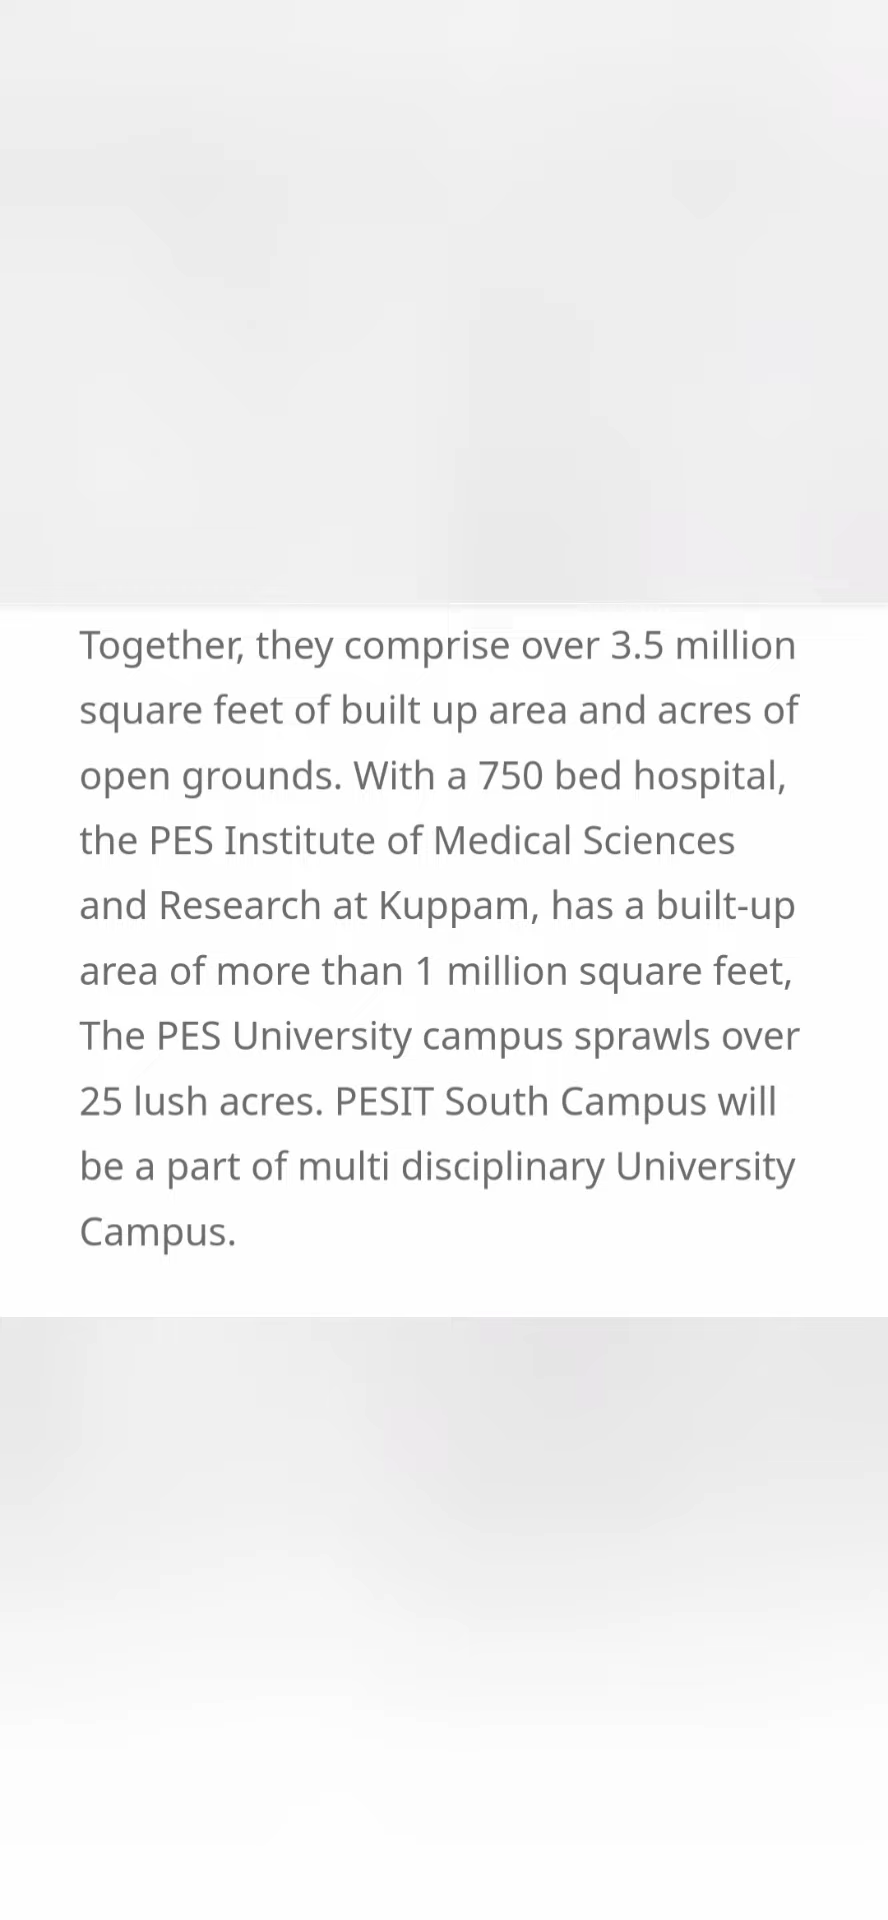 Together, they comprise over 3.5 million
square feet of built up area and acres of
open grounds. With a 750 bed hospital,
the PES Institute of Medical Sciences
and Research at Kuppam, has a built-up
area of more than 1 million square feet,
The PES University campus sprawls over
25 lush acres. PESIT South Campus will
be a part of multi disciplinary University
Campus.